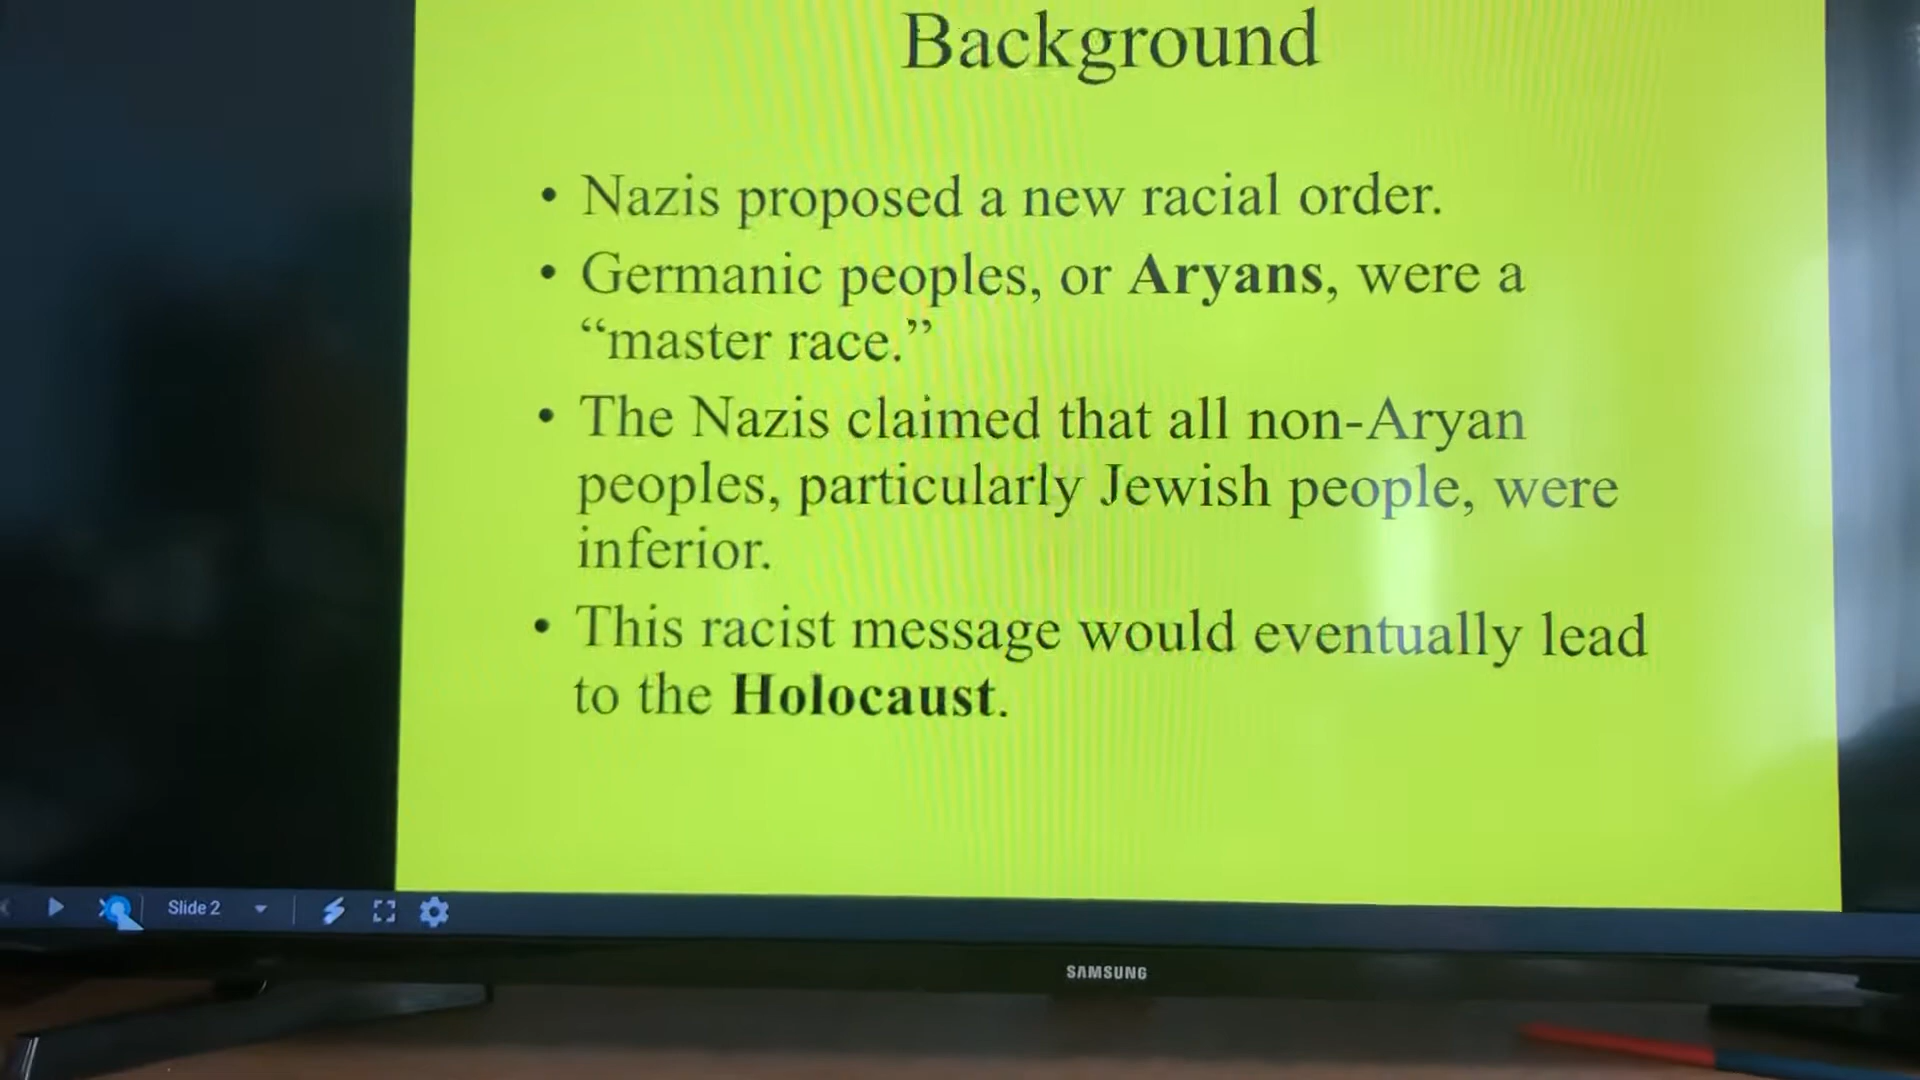 Background
• Nazis proposed a new racial order.
• Germanic peoples, or Aryans, were a
“master race.”
• The Nazis claimed that all non-Aryan
peoples, particularly Jewish people, were
inferior.
• This racist message would eventually lead
to the Holocaust.
Slide 2
SAMSUNG